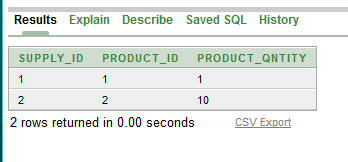 Results Explain Describe Saved SQL History
SUPPLY_ID PRODUCT_ID PRODUCT_QNTITY
1 1 1
2 2 10
2 rows returned in 0.00 seconds CSV Export